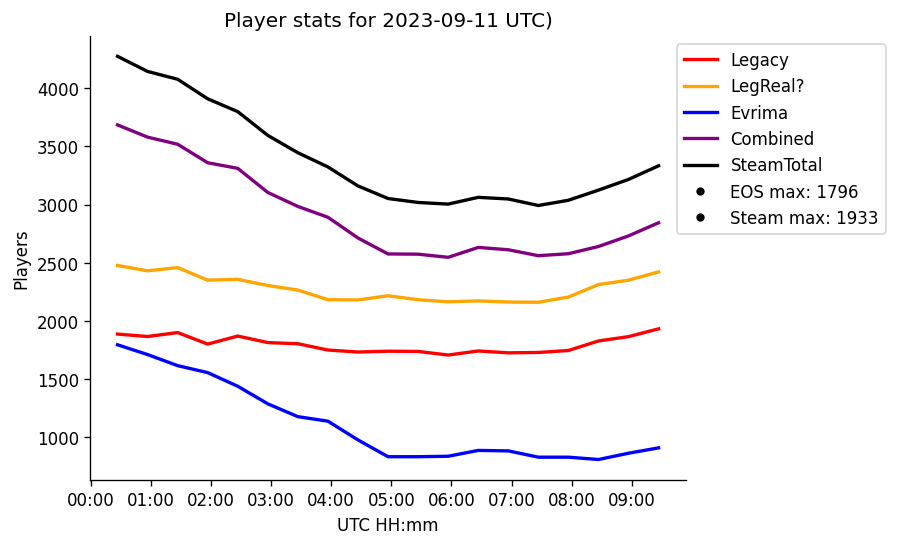 Player stats for 2023-09-11 UTC)
Legacy
LegReal?
Evrima
Combined
SteamTotal
EOS max: 1796
Steam max: 1933
Players
4000
3500
3000
2500
2000
1500
1000
00:00 01:00 02:00 03:00 04:00 05:00 06:00 07:00 08:00 09:00
UTC HH:mm